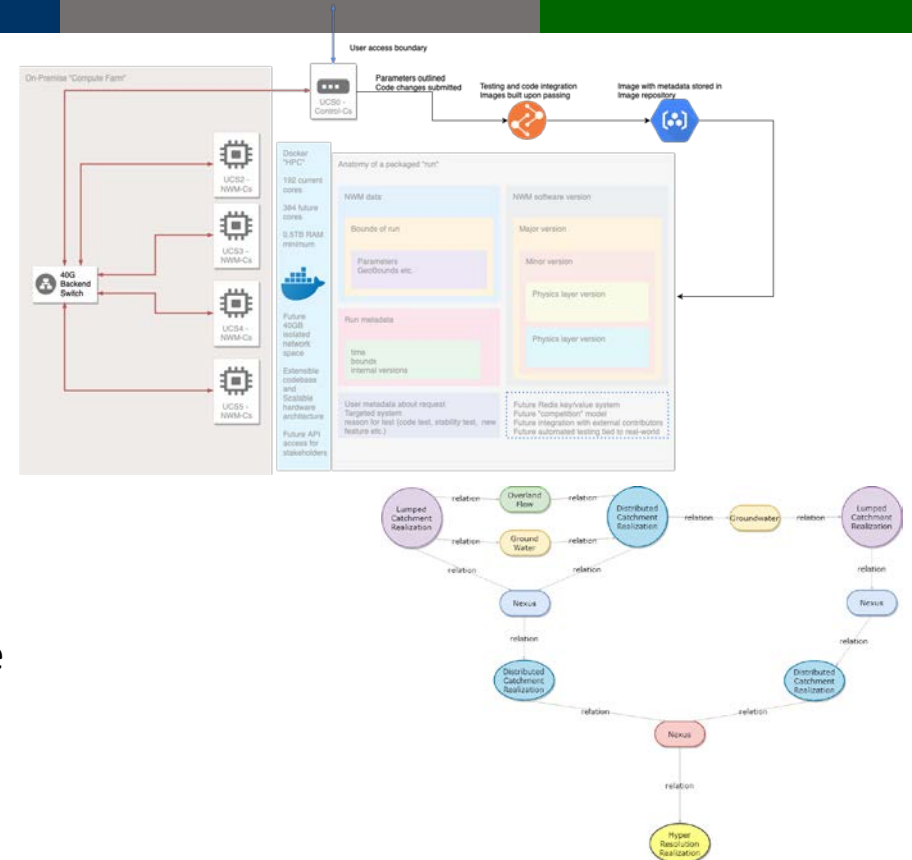 User access boundary
On-Premise "Compute Farm"
UCS0 -
Control-Cs
Parameters outlined
Code changes submitted
Testing and code integration
Images built upon passing
Image with metadata stored in
Image repository
UCS2 -
NWM-Cs
UCS3 -
NWM-Cs
UCS4 -
NWM-Cs
UCS5 -
NWM-Cs
40G
Backend
Switch
Docker
"HPC"
192 current
cores
384 future
cores
0.5TB RAM
minimum
Future
40GB
isolated
network
space
Extensible
codebase
and
Scalable
hardware
architecture
Future API
access for
stakeholders
Anatomy of a packaged "run"
NWM data
Bounds of run
Parameters
GeoBounds etc.
Run metadata
time
bounds
internal versions
User metadata about request
Targeted system
reason for test (code test, stability test, new
feature etc.)
NWM software version
Major version
Minor version
Physics layer version
Physics layer version
Future Redis key/value system
Future "competition" model
Future integration with external contributors
Future automated testing tied to real-world
Lumped
Catchment
Realization
relation
Overland
Flow
relation
Distributed
Catchment
Realization
relation
Groundwater
relation
Lumped
Catchment
Realization
relation
Ground
Water
relation
relation
relation
relation
Nexus
Nexus
relation
relation
Distributed
Catchment
Realization
Distributed
Catchment
Realization
relation
relation
Nexus
relation
Hyper
Resolution
Realization
e